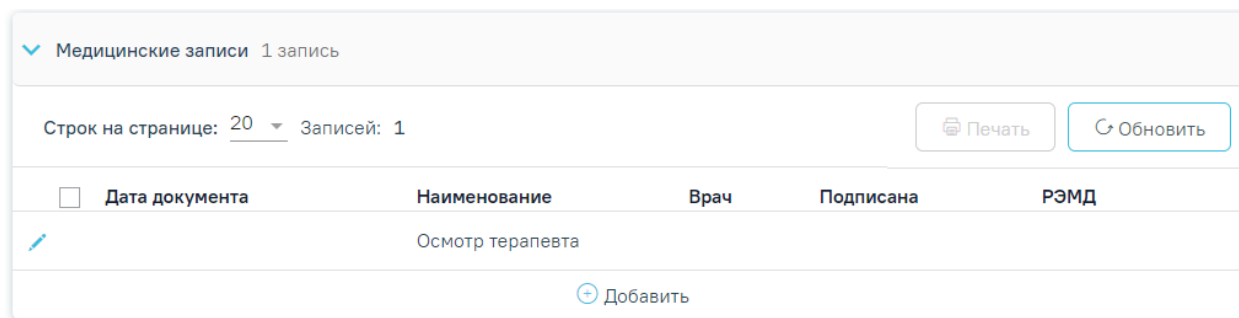 Медицинские записи 1 запись
Строк на странице: 20 Записей: 1 Печать Обновить
Дата документа Наименование Врач Подписана РЭМД
Осмотр терапевта
Добавить